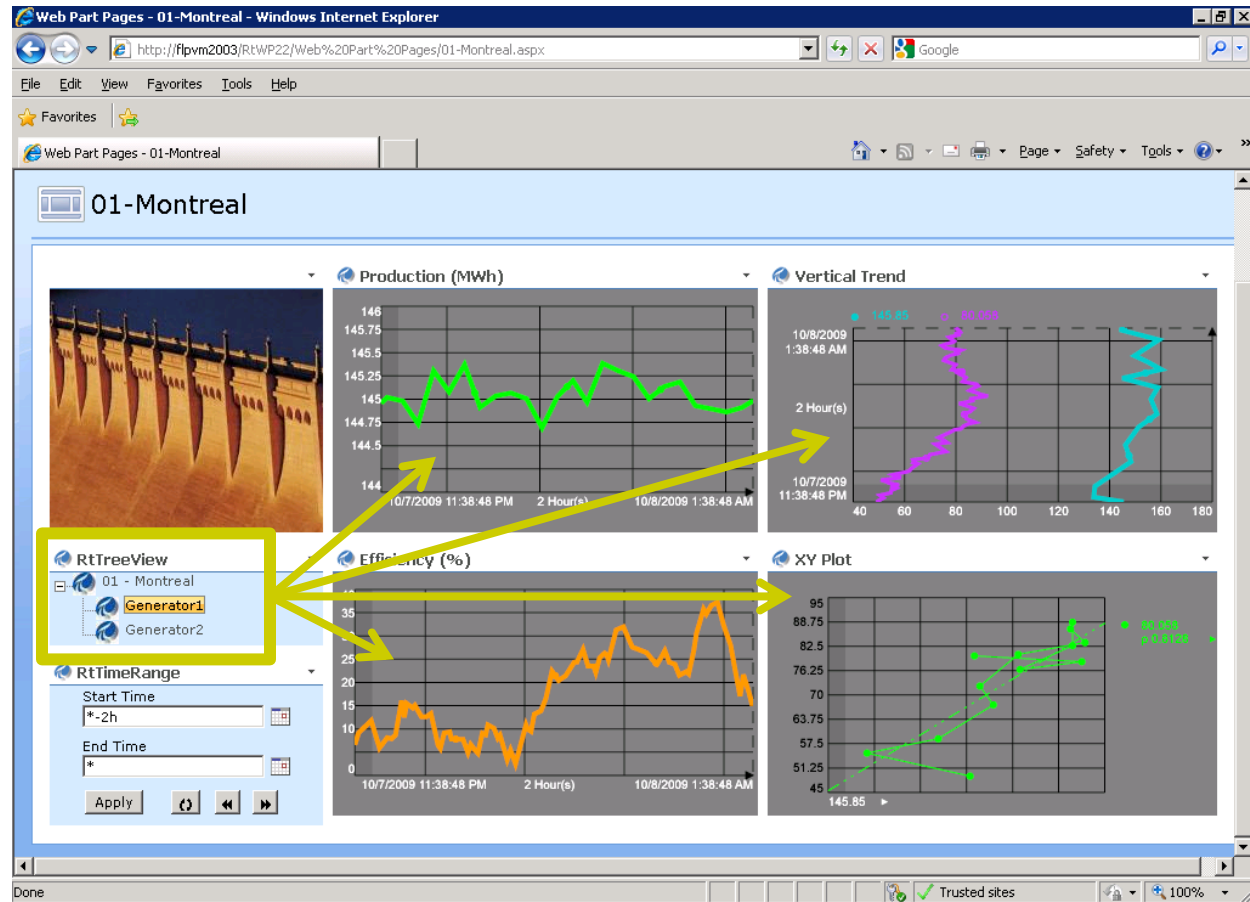 Web Part Pages - 01-Montreal - Windows Internet Explorer
http://flpvm2003/RtWP22/Web%20Part%20Pages/01-Montreal.aspx
Google
File Edit View Favorites Tools Help
Favorites
Web Part Pages - 01-Montreal
Page Safety Tools
01-Montreal
Production (MWh)
146
145.75
145.5
145.25
145
144.75
144.5
144
10/7/2009 11:38:48 PM 2 Hour(s) 10/8/2009 1:38:48 AM
Vertical Trend
145.85
10/8/2009
1:38:48 AM
2 Hour(s)
10/7/2009
11:38:48 PM
40 60 80 100 120 140 160 180
RtTreeView
01 - Montreal
Generator1
Generator2
RtTimeRange
Start Time
*-2h
End Time
*
Apply
Efficiency (%)
35
25
20
15
10
0
10/7/2009 11:38:48 PM 2 Hour(s) 10/8/2009 1:38:48 AM
XY Plot
95
88.75
82.5
76.25
70
63.75
57.5
51.25
45
145.85
p 0.8128
Done
Trusted sites
100%